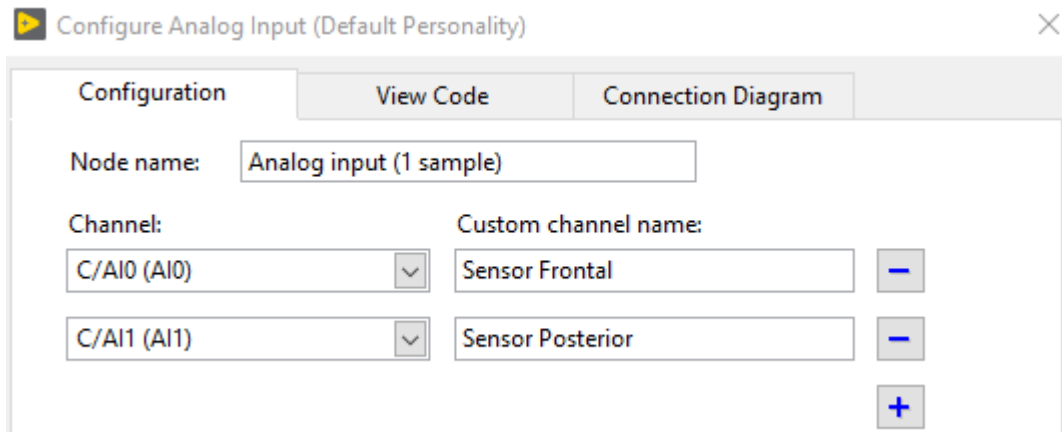 Configure Analog Input (Default Personality)
Configuration View Code Connection Diagram
Node name: Analog input (1 sample)
Channel: Custom channel name:
C/AI0 (AI0) Sensor Frontal
C/AI1 (AI1) Sensor Posterior